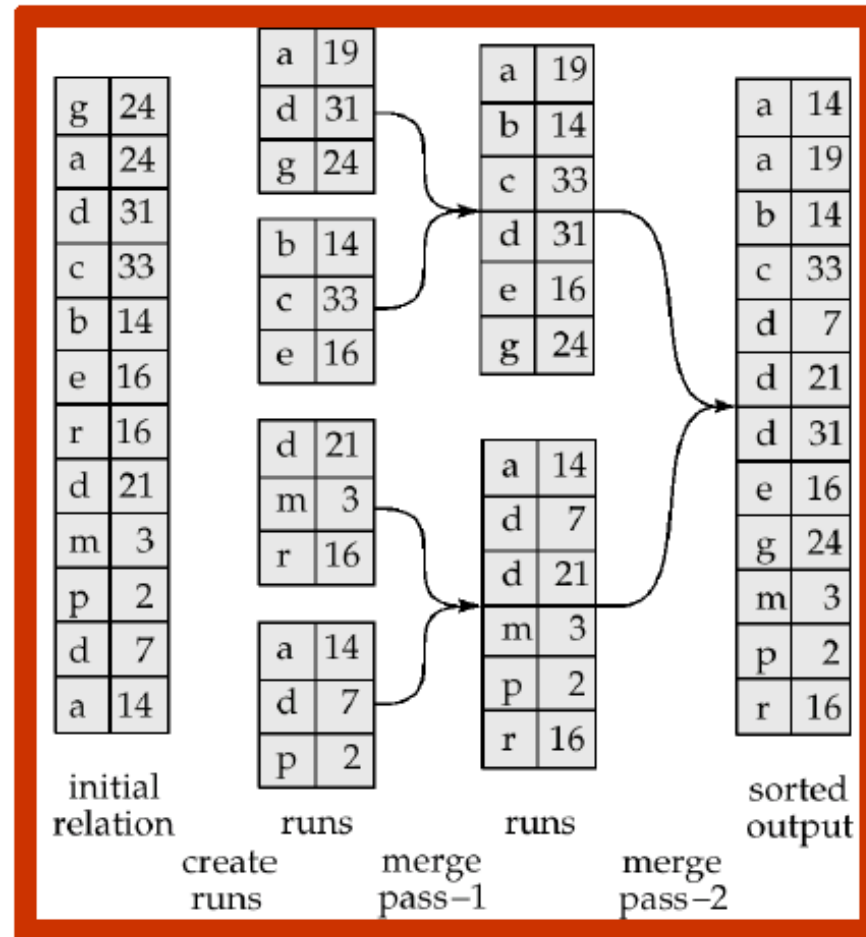 g 24
a 24
d 31
c 33
b 14
e 16
r 16
d 21
m 3
p 2
d 7
a 14
initial
relation
a 19
d 31
g 24
b 14
c 33
e 16
d 21
m 3
r 16
a 14
d 7
p 2
runs
create
runs
a 19
b 14
c 33
d 31
e 16
g 24
a 14
d 7
d 21
m 3
p 2
r 16
runs
merge
pass–1
a 14
a 19
b 14
c 33
d 7
d 21
d 31
e 16
g 24
m 3
p 2
r 16
sorted
output
merge
pass–2